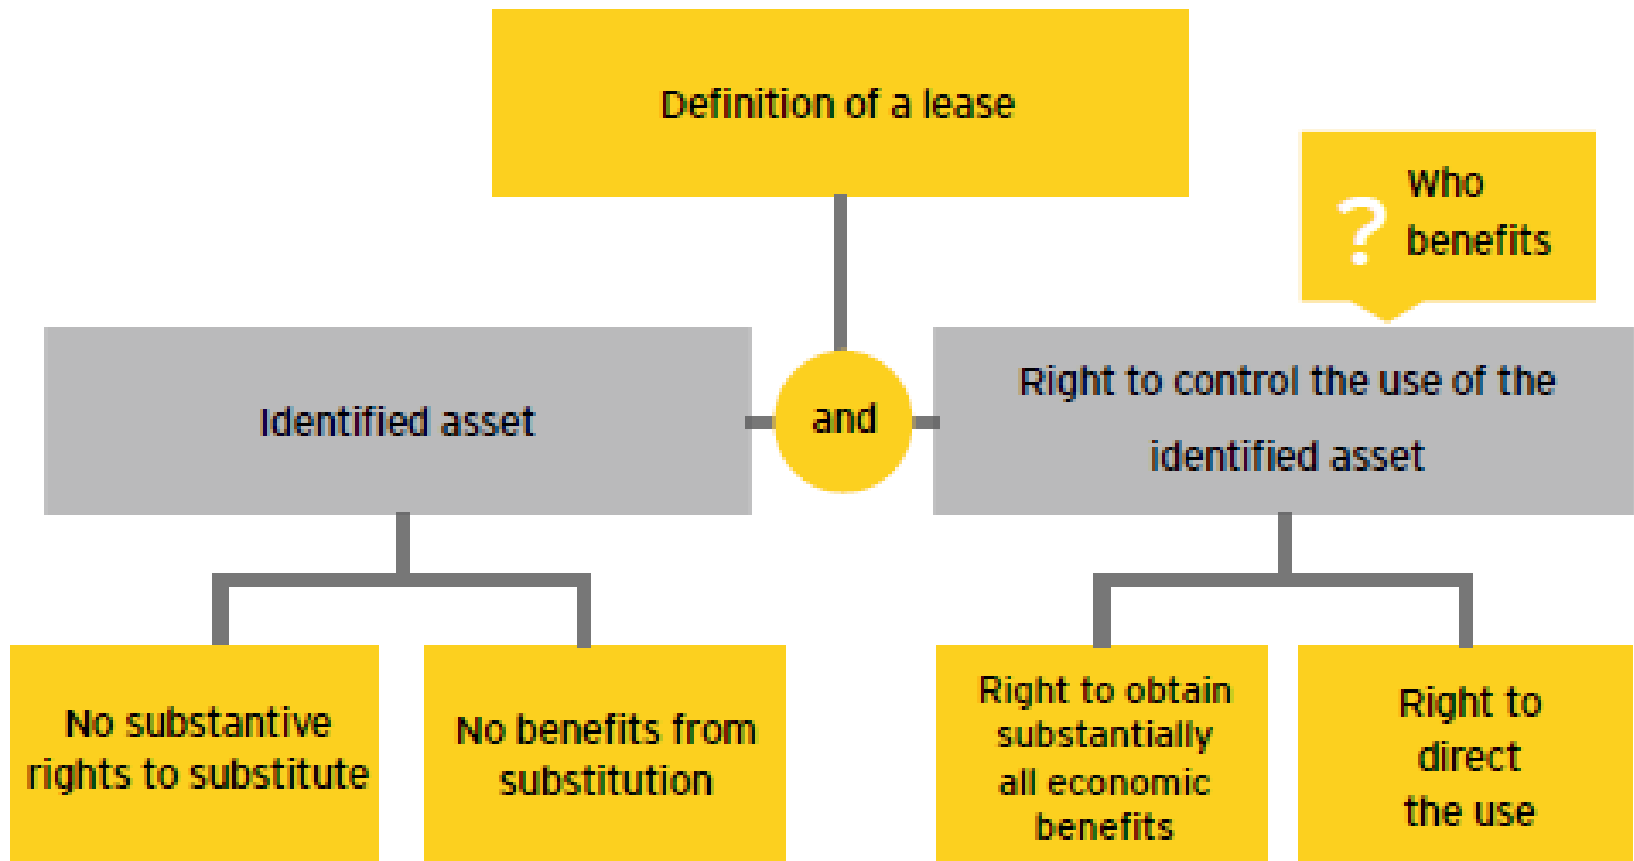 Definition of a lease
?
Who
benefits
Identified asset
and
Right to control the use of the
identified asset
No substantive
rights to substitute
No benefits from
substitution
Right to obtain
substantially
all economic
benefits
Right to
direct
the use